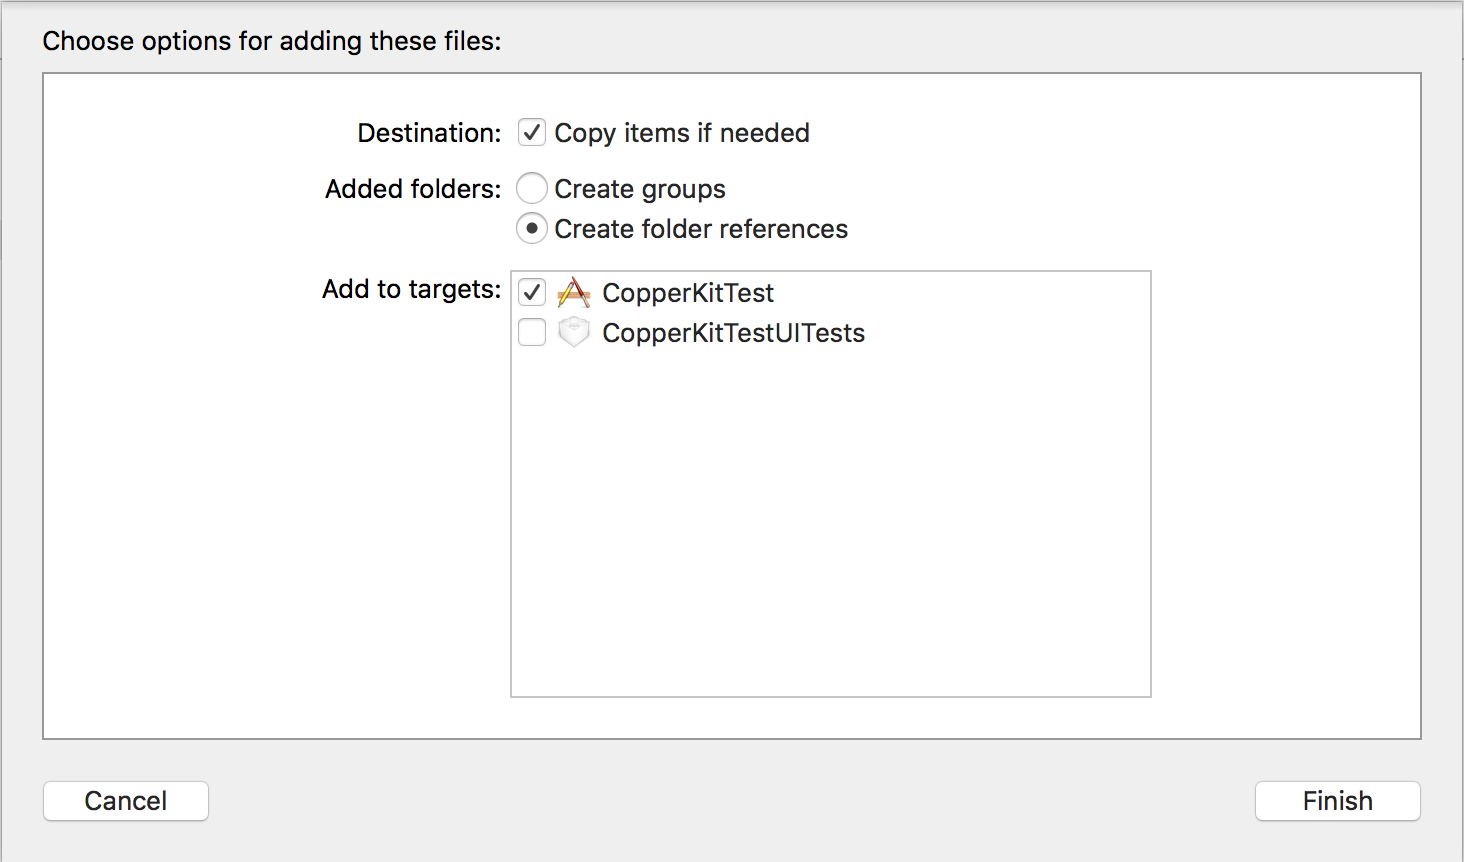 Choose options for adding these files:
Destination: Copy items if needed
Added folders: Create groups
Create folder references
Add to targets: CopperKitTest
CopperKitTestUITests
Cancel Finish